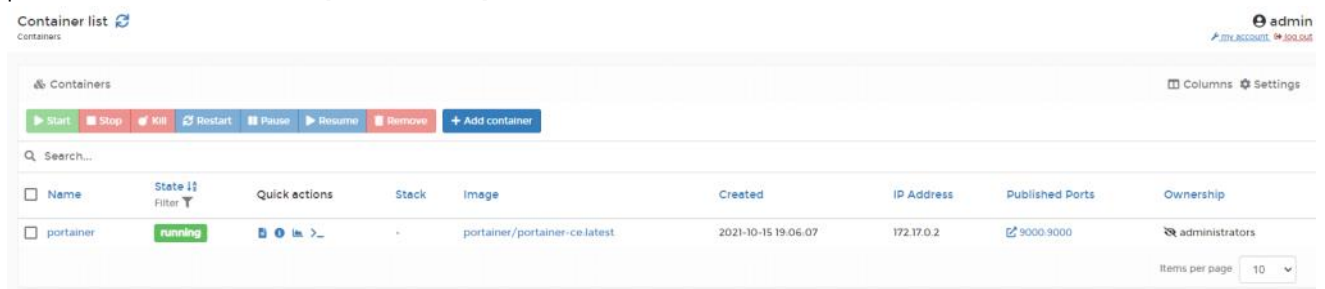 Container list
admin
Containers
my account log out
Containers
Columns Settings
Start Stop Kill Restart Pause Resume Remove + Add container
Search...
Name State Quick actions Stack Image Created IP Address Published Ports Ownership
Filter
portainer running - portainer/portainer-ce:latest 2021-10-15 19:06:07 172.17.0.2 9000:9000 administrators
Items per page 10